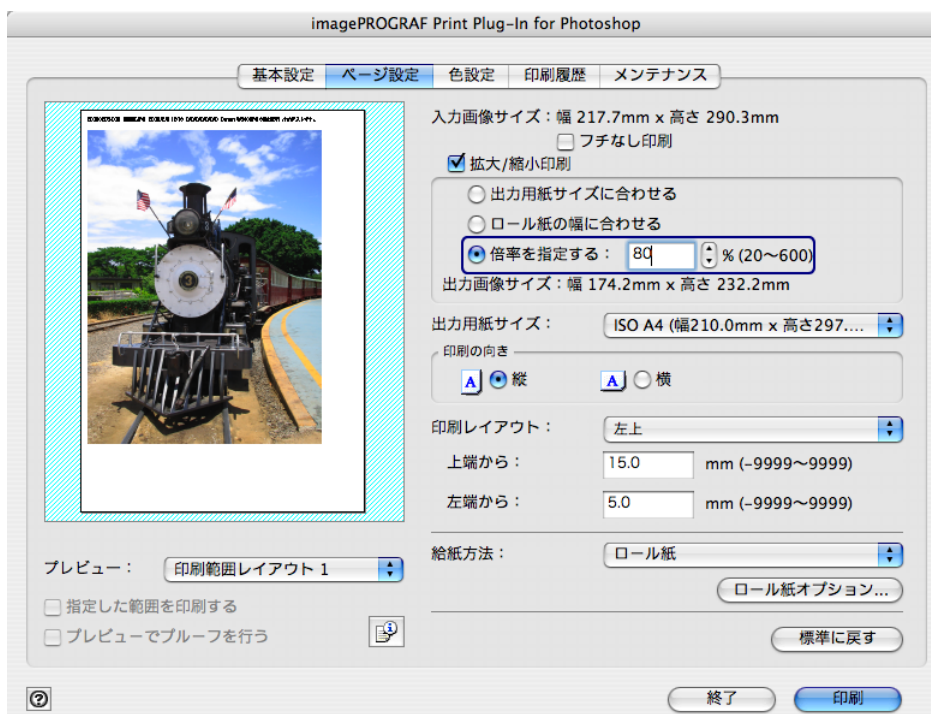 imagePROGRAF Print Plug-In for Photoshop
基本設定 ページ設定 色設定 印刷履歴 メンテナンス
入力画像サイズ：幅 217.7mm x 高さ 290.3mm
フチなし印刷
拡大/縮小印刷
出力用紙サイズに合わせる
ロール紙の幅に合わせる
倍率を指定する： 80 % (20～600)
出力画像サイズ：幅 174.2mm x 高さ 232.2mm
出力用紙サイズ： ISO A4 (幅210.0mm x 高さ297....
印刷の向き
A 縦 A 横
印刷レイアウト： 左上
上端から： 15.0 mm (-9999～9999)
左端から： 5.0 mm (-9999～9999)
給紙方法： ロール紙
ロール紙オプション...
標準に戻す
プレビュー： 印刷範囲レイアウト 1
指定した範囲を印刷する
プレビューでプルーフを行う
終了 印刷